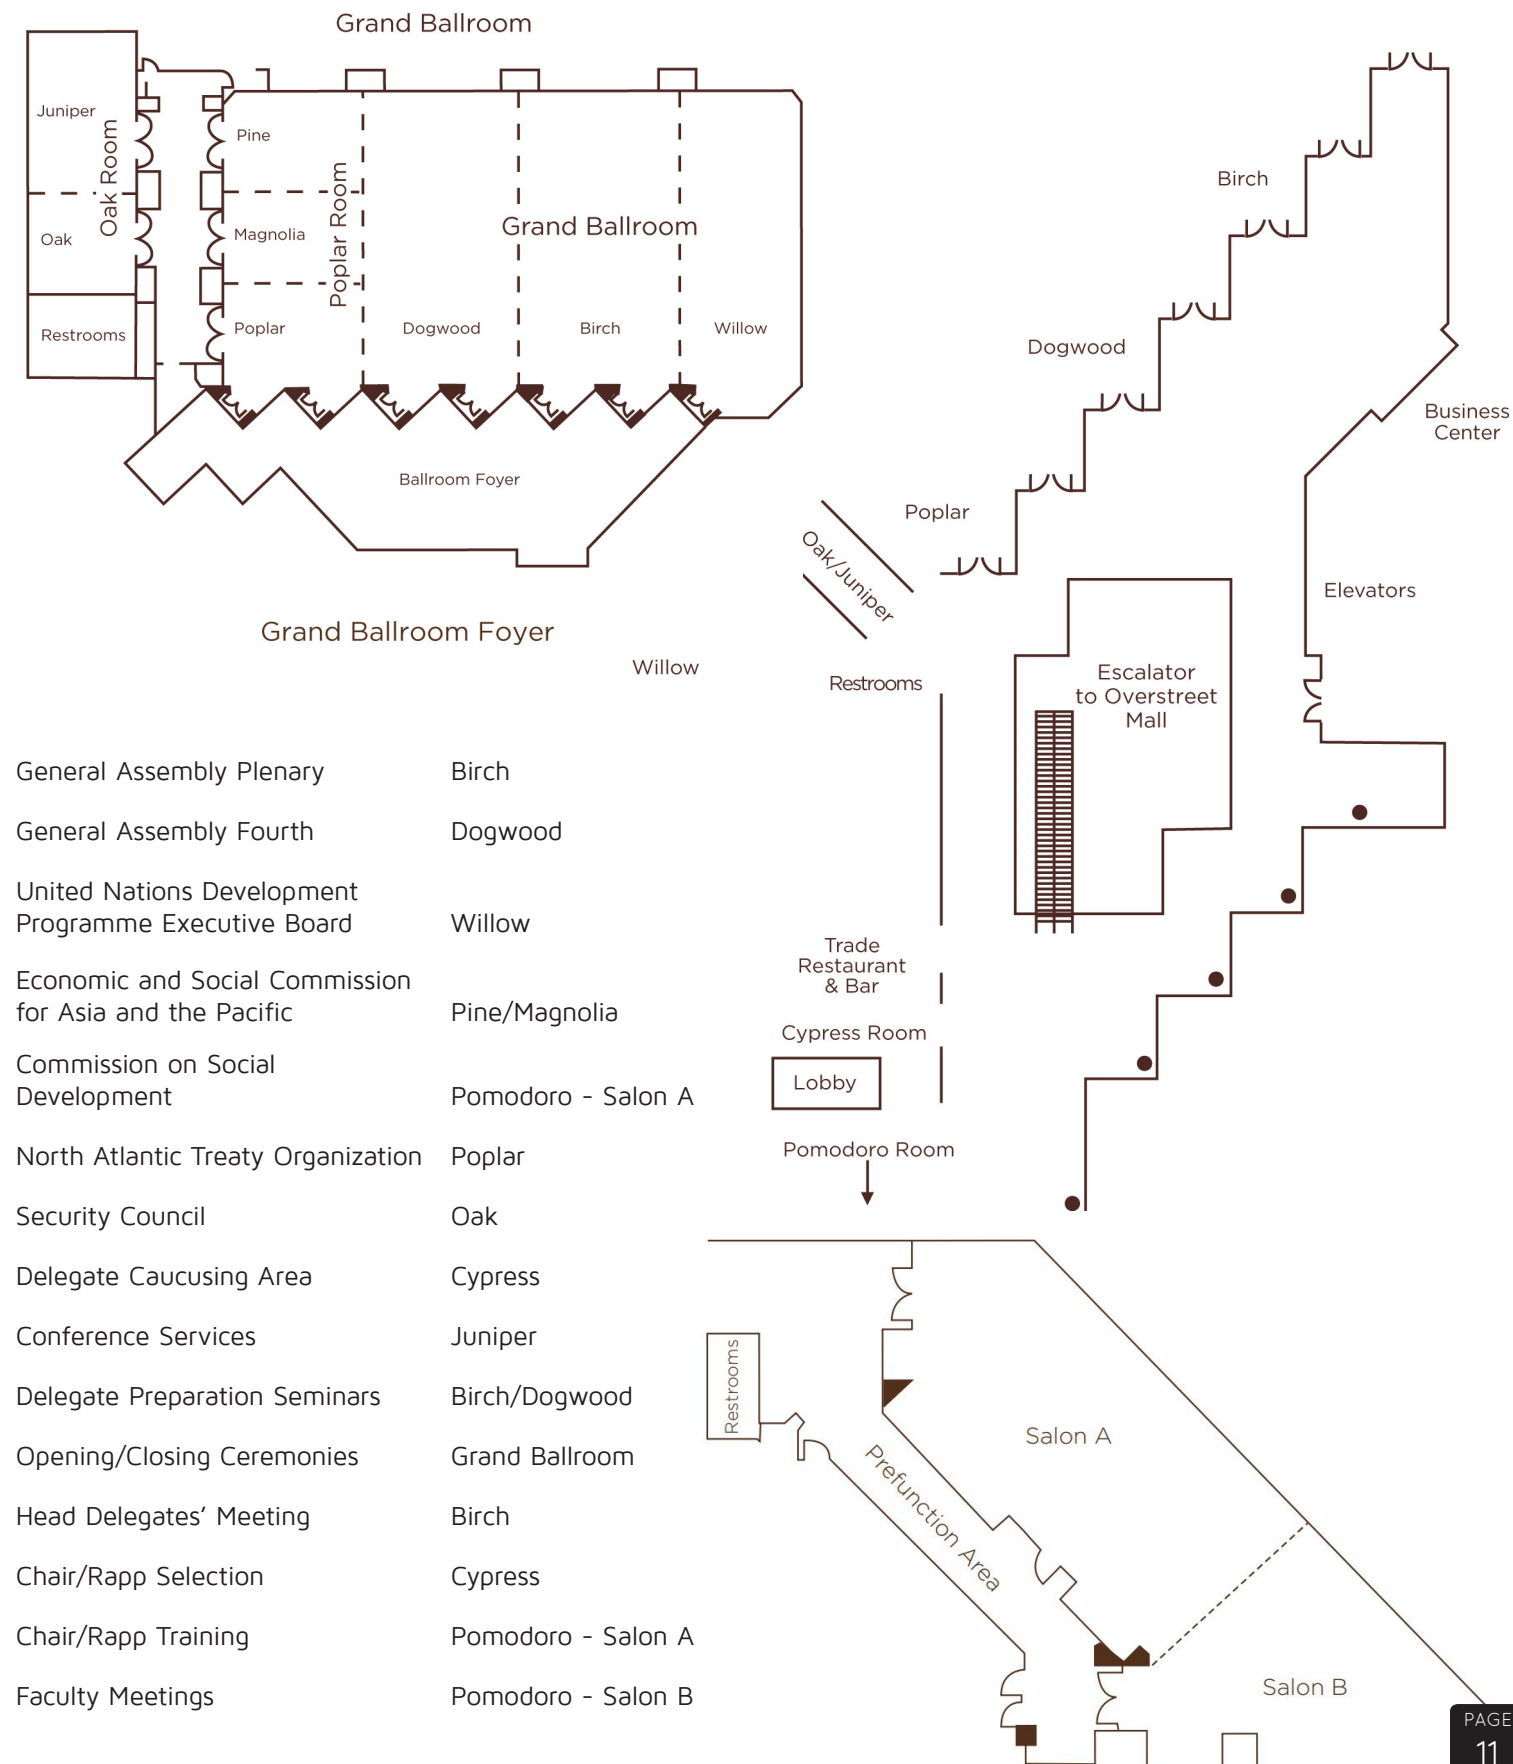 Grand Ballroom
Juniper
Oak Room
Oak
Restrooms
Pine
Magnolia
Poplar Room
Poplar
Grand Ballroom
Dogwood
Birch
Willow
Ballroom Foyer
Grand Ballroom Foyer
Willow
Birch
Dogwood
Poplar
Oak/Juniper
Restrooms
Business
Center
Elevators
Escalator
to Overstreet
Mall
Trade
Restaurant
& Bar
Cypress Room
Lobby
Pomodoro Room
General Assembly Plenary Birch
General Assembly Fourth Dogwood
United Nations Development
Programme Executive Board Willow
Economic and Social Commission
for Asia and the Pacific Pine/Magnolia
Commission on Social
Development Pomodoro - Salon A
North Atlantic Treaty Organization Poplar
Security Council Oak
Delegate Caucusing Area Cypress
Conference Services Juniper
Delegate Preparation Seminars Birch/Dogwood
Opening/Closing Ceremonies Grand Ballroom
Head Delegates’ Meeting Birch
Chair/Rapp Selection Cypress
Chair/Rapp Training Pomodoro - Salon A
Faculty Meetings Pomodoro - Salon B
Restrooms
Prefunction Area
Salon A
Salon B
PAGE
11